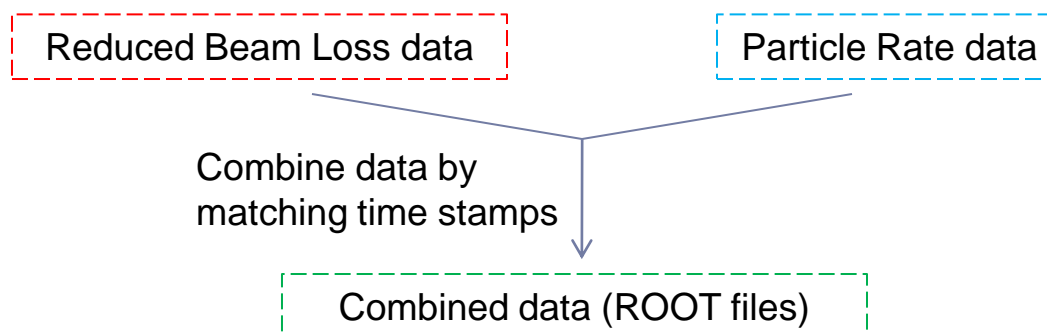 Reduced Beam Loss data
Particle Rate data
Combine data by
matching time stamps
Combined data (ROOT files)